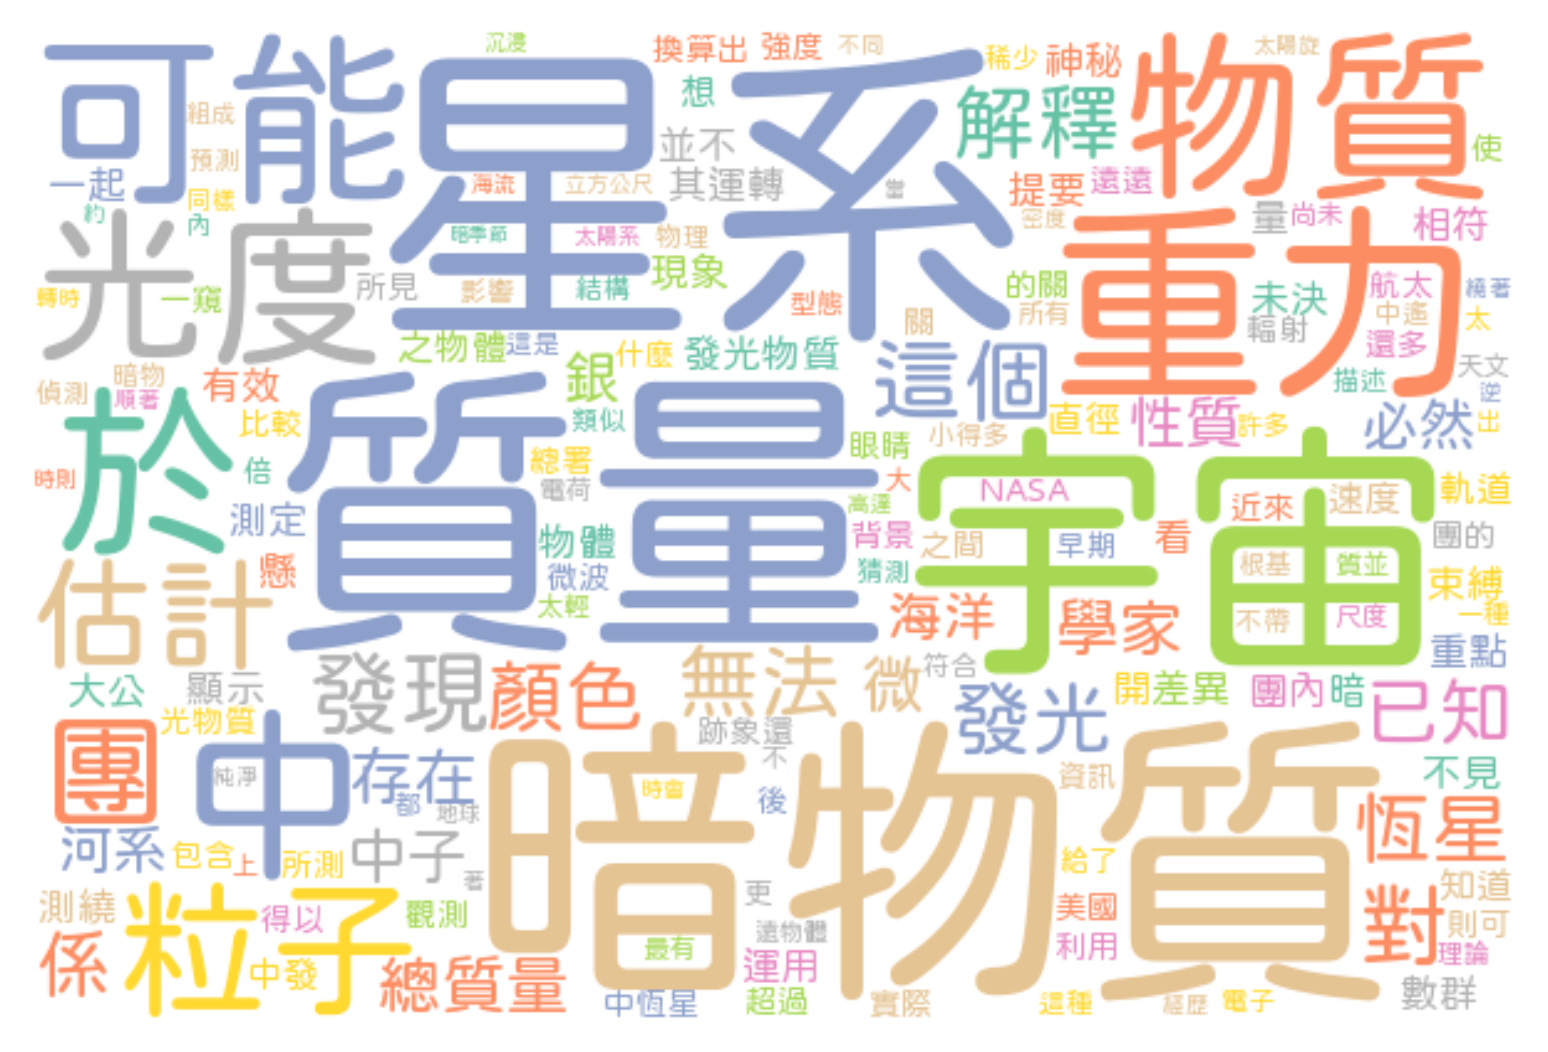 沉浸
換算出
強度
不同
稀少
神秘
太陽旋
可能
星系
想
解釋
物質
組成
並不
使
預測
一起
海流
立方公尺
其運轉
當
提要
遠遠
同樣
約
內
密度
量
尚未
相符
光度
暗季節
太陽系
物理
重力
所見
影響
結構
現象
的關
未決
航太
繞著
轉時
一窺
型態
關
所有
輻射
中遙
太
之物體
這是
什麼
發光物質
這個
還多
天文
偵測
暗物
順著
有效
銀
描述
逆
於
比較
類似
小得多
直徑
性質
許多
必然
出
質量
眼睛
宇宙
時則
倍
總署
電荷
大
NASA
近來
速度
軌道
測定
高達
背景
之間
早期
看
團的
物體
估計
懸
微波
猜測
根基
質並
束縛
太輕
海洋
學家
不帶
尺度
一種
大公
顯示
發現
顏色
無法
微
符合
重點
開
差異
團內
暗
已知
光物質
發光
團
中
跡象還
純淨
存在
暗物質
時會
不
資訊
不見
都
地球
後
河系
包含
上
所測
中子
給了
恆星
著
更
知道
測繞
粒子
得以
觀測
美國
對
則可
遠物體
係
中發
總質量
最有
運用
利用
理論
中恆星
超過
實際
這種
經歷
電子
數群